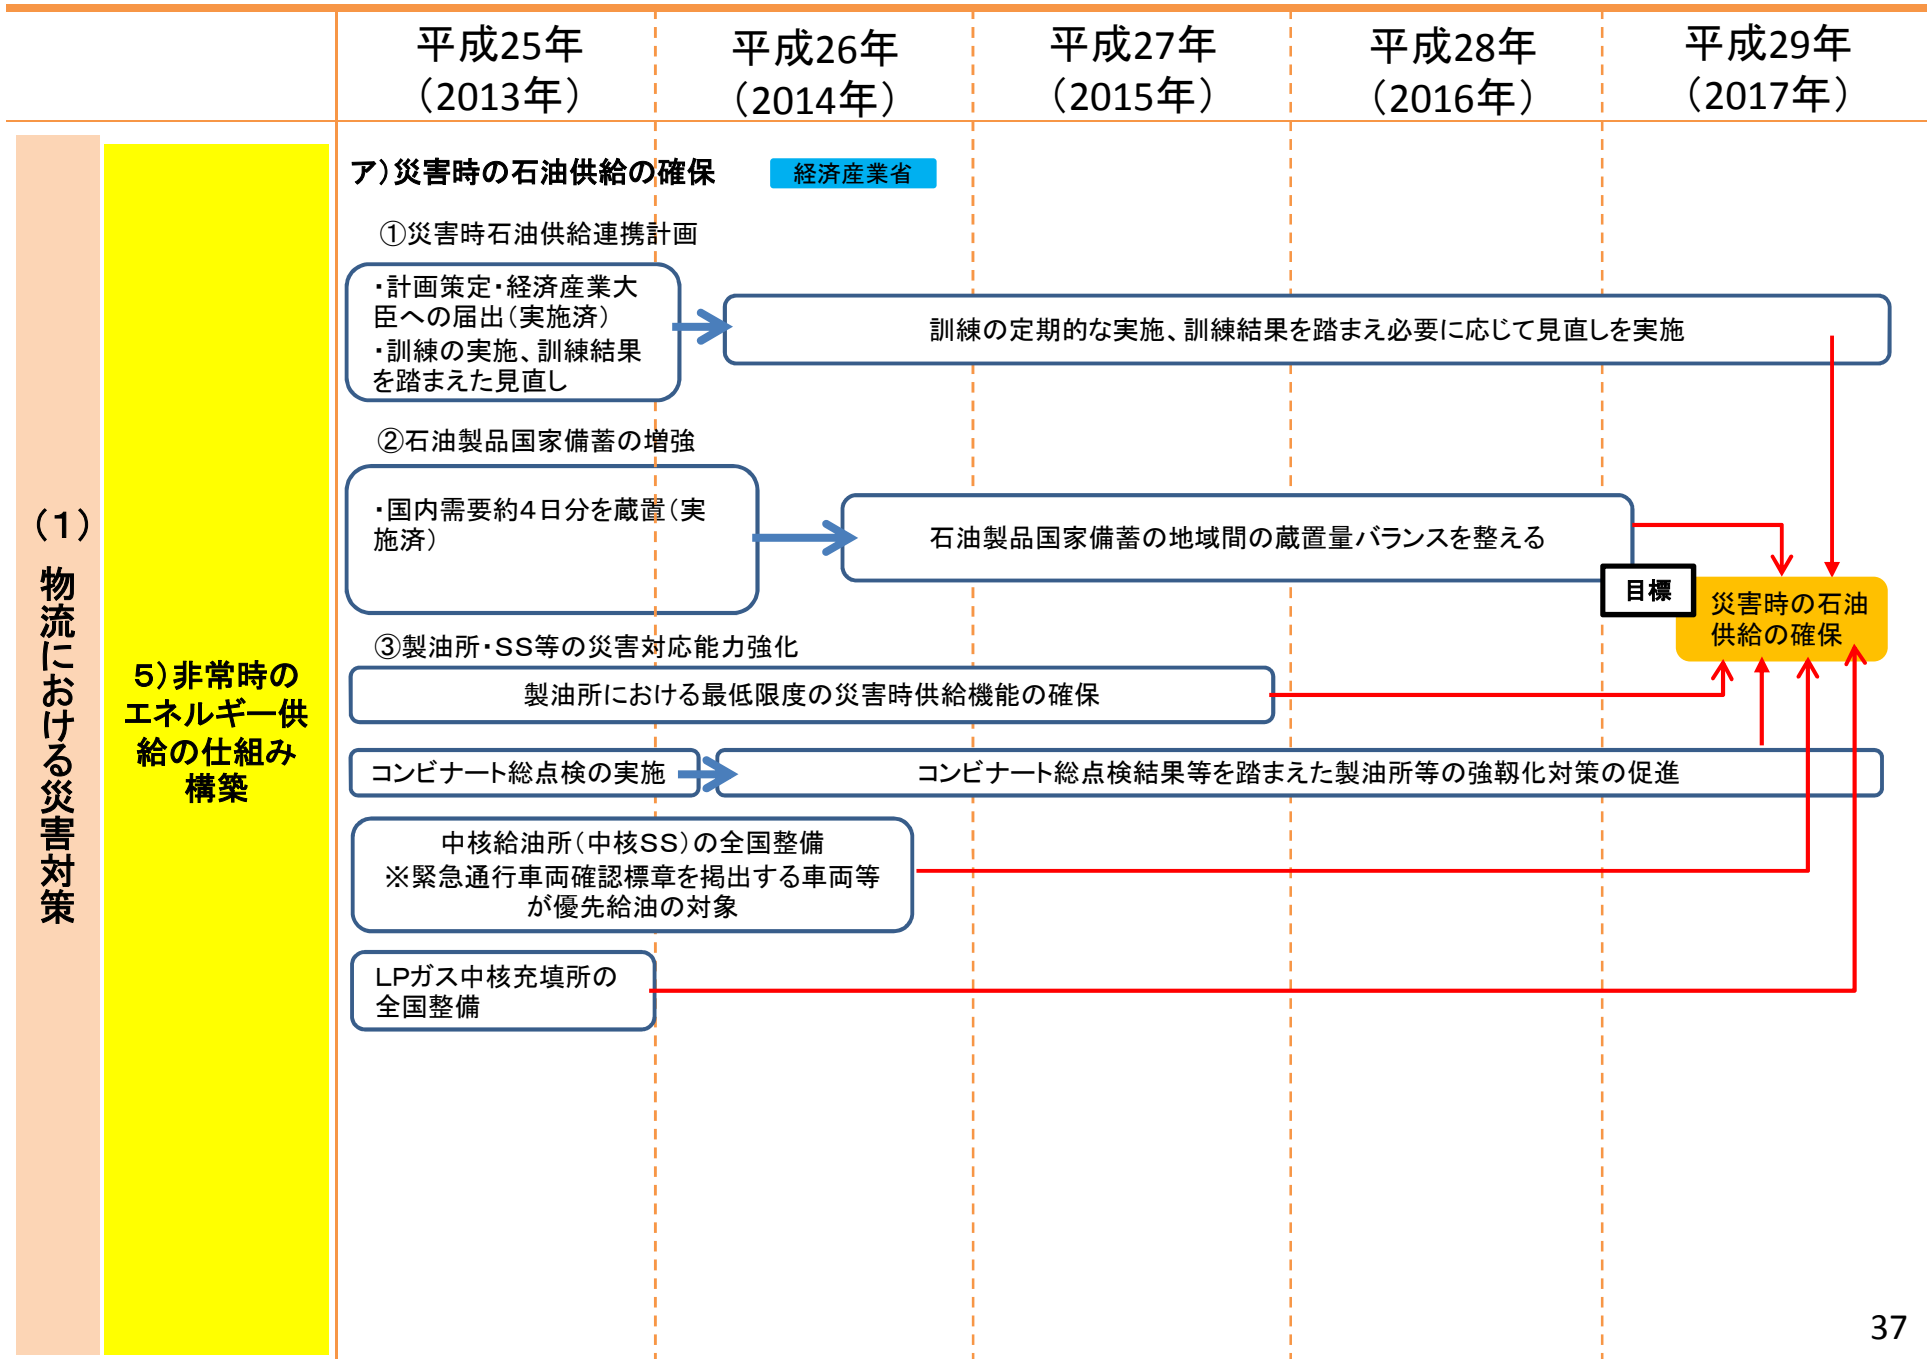 平成25年
（2013年）
平成26年
（2014年）
平成27年
（2015年）
平成28年
（2016年）
平成29年
（2017年）
（１）物流における災害対策
５）非常時の
エネルギー供
給の仕組み
構築
ア）災害時の石油供給の確保
経済産業省
①災害時石油供給連携計画
・計画策定・経済産業大
臣への届出（実施済）
・訓練の実施、訓練結果
を踏まえた見直し
訓練の定期的な実施、訓練結果を踏まえ必要に応じて見直しを実施
②石油製品国家備蓄の増強
・国内需要約４日分を蔵置（実
施済）
石油製品国家備蓄の地域間の蔵置量バランスを整える
目標
災害時の石油
供給の確保
③製油所・SS等の災害対応能力強化
製油所における最低限度の災害時供給機能の確保
コンビナート総点検の実施
コンビナート総点検結果等を踏まえた製油所等の強靱化対策の促進
中核給油所（中核SS）の全国整備
※緊急通行車両確認標章を掲出する車両等
が優先給油の対象
LPガス中核充填所の
全国整備
37